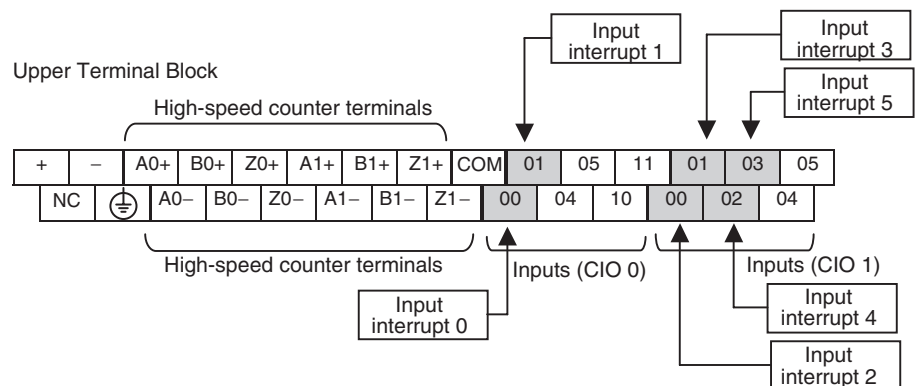 Input
interrupt 1
Input
interrupt 3
Upper Terminal Block
Input
interrupt 5
High-speed counter terminals
+ − A0+ B0+ Z0+ A1+ B1+ Z1+ COM 01 05 11 01 03 05
NC A0− B0− Z0− A1− B1− Z1− 00 04 10 00 02 04
High-speed counter terminals
Inputs (CIO 0)
Inputs (CIO 1)
Input
interrupt 0
Input
interrupt 4
Input
interrupt 2